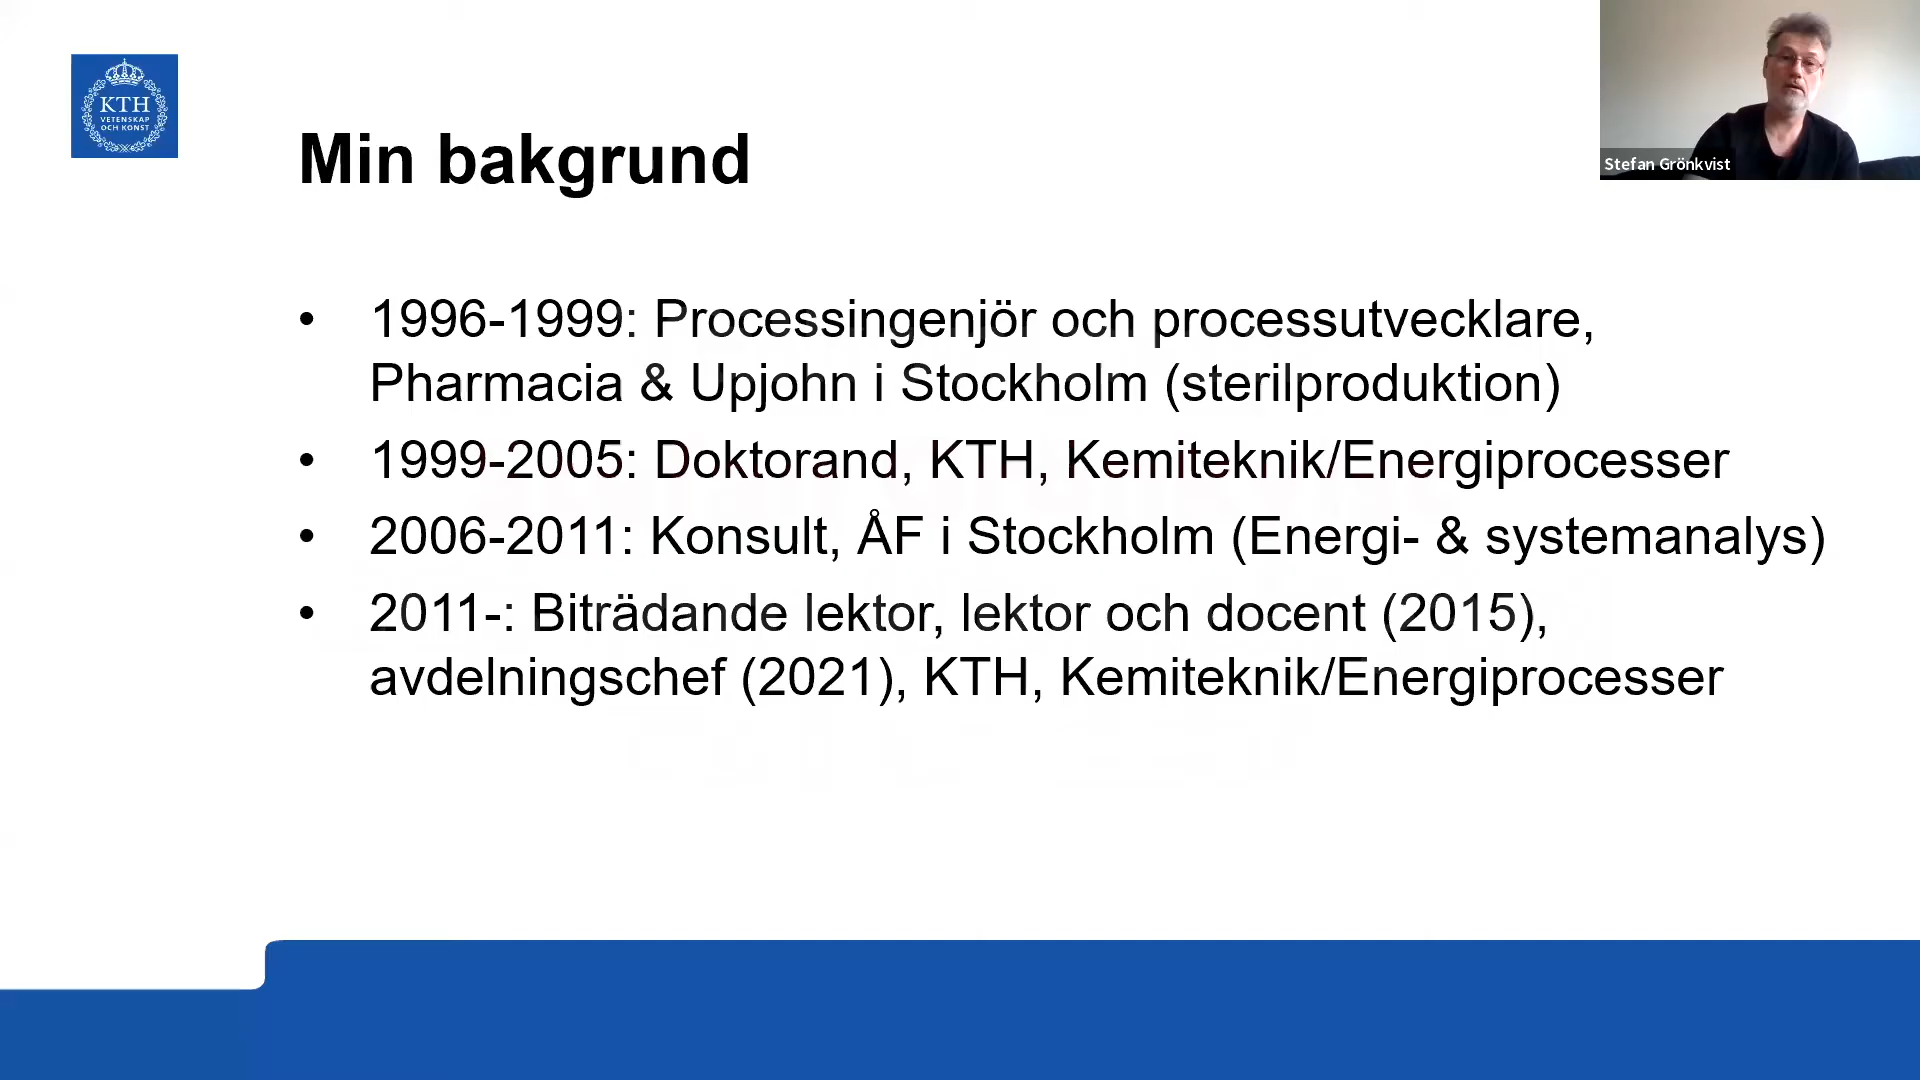 KTH
VETENSKAP
OCH KONST
Stefan Grönkvist
Min bakgrund
• 1996-1999: Processingenjör och processutvecklare,
Pharmacia & Upjohn i Stockholm (sterilproduktion)
• 1999-2005: Doktorand, KTH, Kemiteknik/Energiprocesser
• 2006-2011: Konsult, ÅF i Stockholm (Energi- & systemanalys)
• 2011-: Biträdande lektor, lektor och docent (2015),
avdelningschef (2021), KTH, Kemiteknik/Energiprocesser